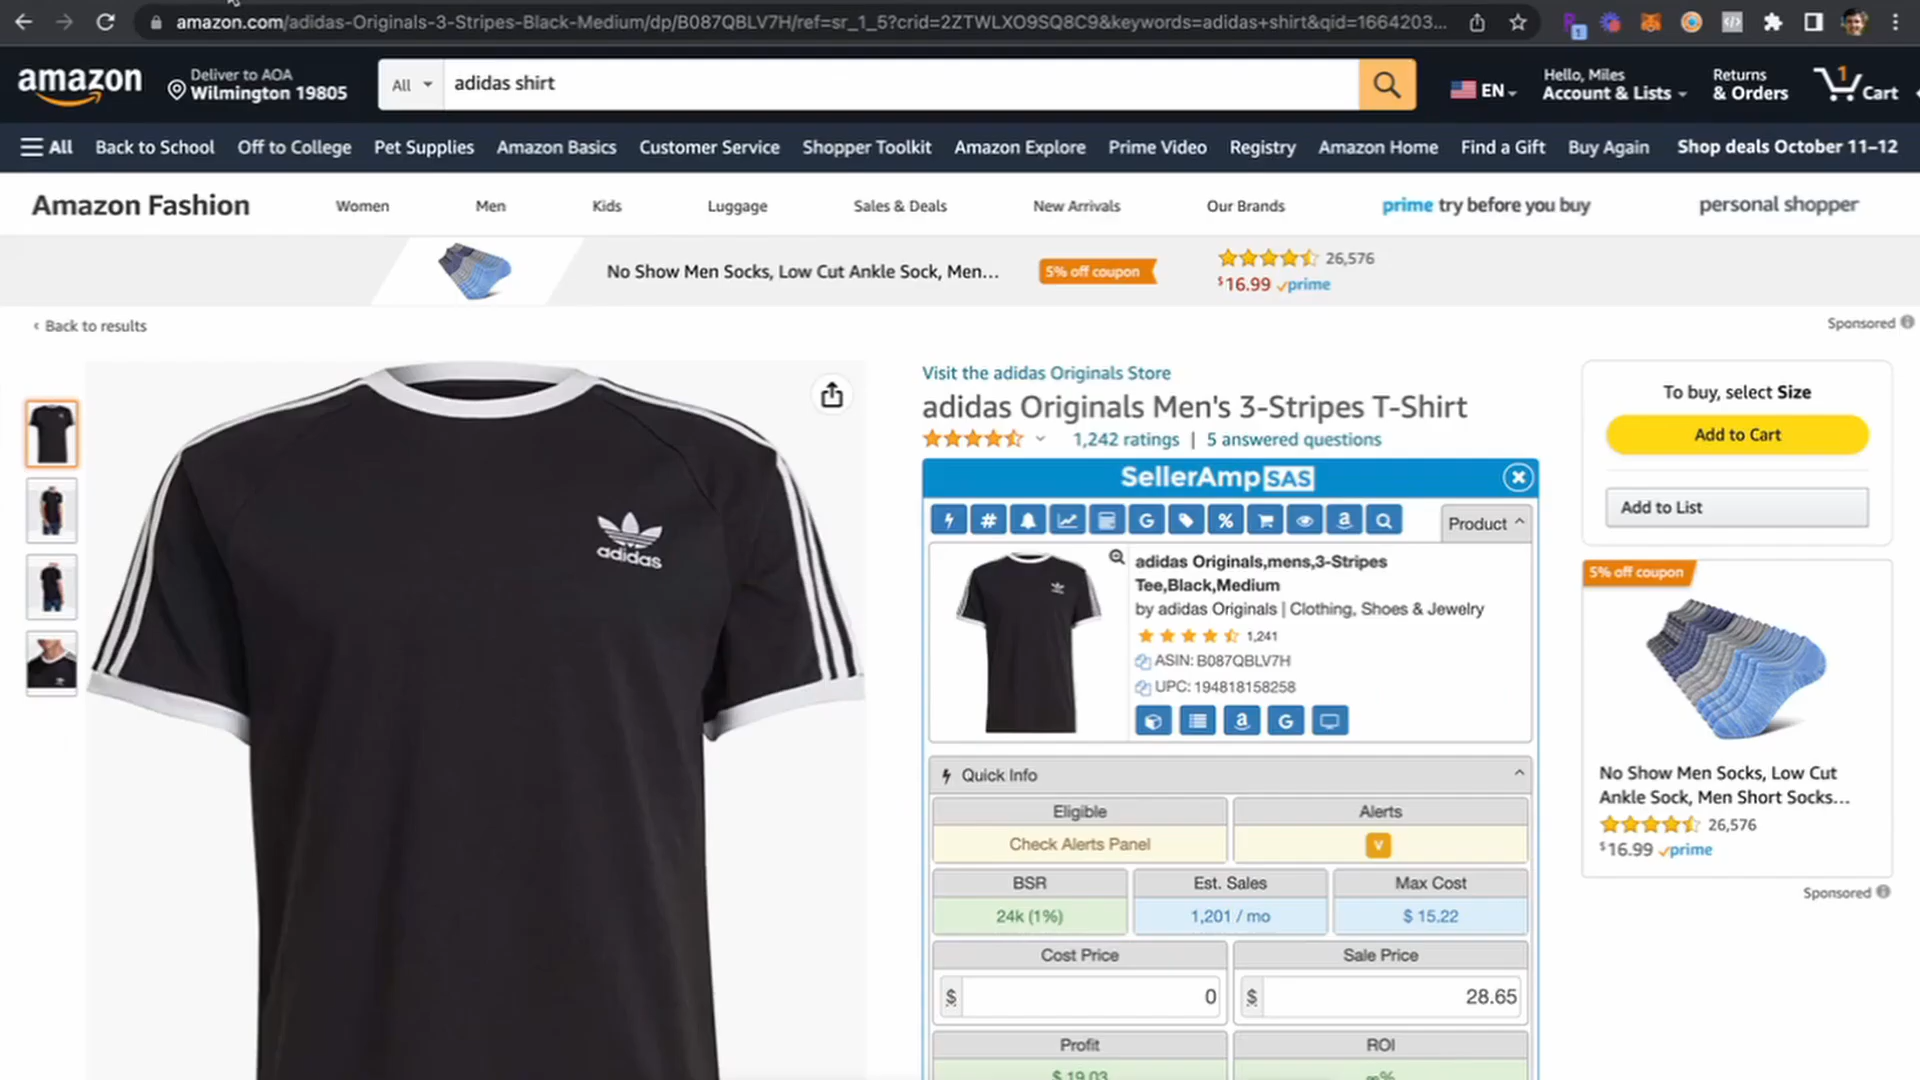 amazon.com/adidas-Originals-3-Stripes-Black-Medium/dp/B087QBLV7H/ref=sr_1_5?crid=2ZTWLXO9SQ8C9&keywords=adidas+shirt&qid=1664203...
1
amazon
Deliver to AOA
Wilmington 19805
All
adidas shirt
EN
Hello, Miles
Account & Lists
Returns
& Orders
1
Cart
All
Back to School
Off to College
Pet Supplies
Amazon Basics
Customer Service
Shopper Toolkit
Amazon Explore
Prime Video
Registry
Amazon Home
Find a Gift
Buy Again
Shop deals October 11-12
Amazon Fashion
Women
Men
Kids
Luggage
Sales & Deals
New Arrivals
Our Brands
prime try before you buy
personal shopper
No Show Men Socks, Low Cut Ankle Sock, Men...
5% off coupon
26,576
$16.99 prime
‹ Back to results
Sponsored
adidas
Visit the adidas Originals Store
adidas Originals Men's 3-Stripes T-Shirt
1,242 ratings | 5 answered questions
SellerAmp SAS
Product
adidas Originals,mens,3-Stripes
Tee,Black,Medium
by adidas Originals | Clothing, Shoes & Jewelry
1,241
ASIN: B087QBLV7H
UPC: 194818158258
Quick Info
Eligible
Alerts
Check Alerts Panel
V
BSR
Est. Sales
Max Cost
24k (1%)
1,201 / mo
$ 15.22
Cost Price
Sale Price
$ 0
$ 28.65
Profit
ROI
$ 19.03
∞%
To buy, select Size
Add to Cart
Add to List
5% off coupon
No Show Men Socks, Low Cut
Ankle Sock, Men Short Socks...
26,576
$16.99 prime
Sponsored